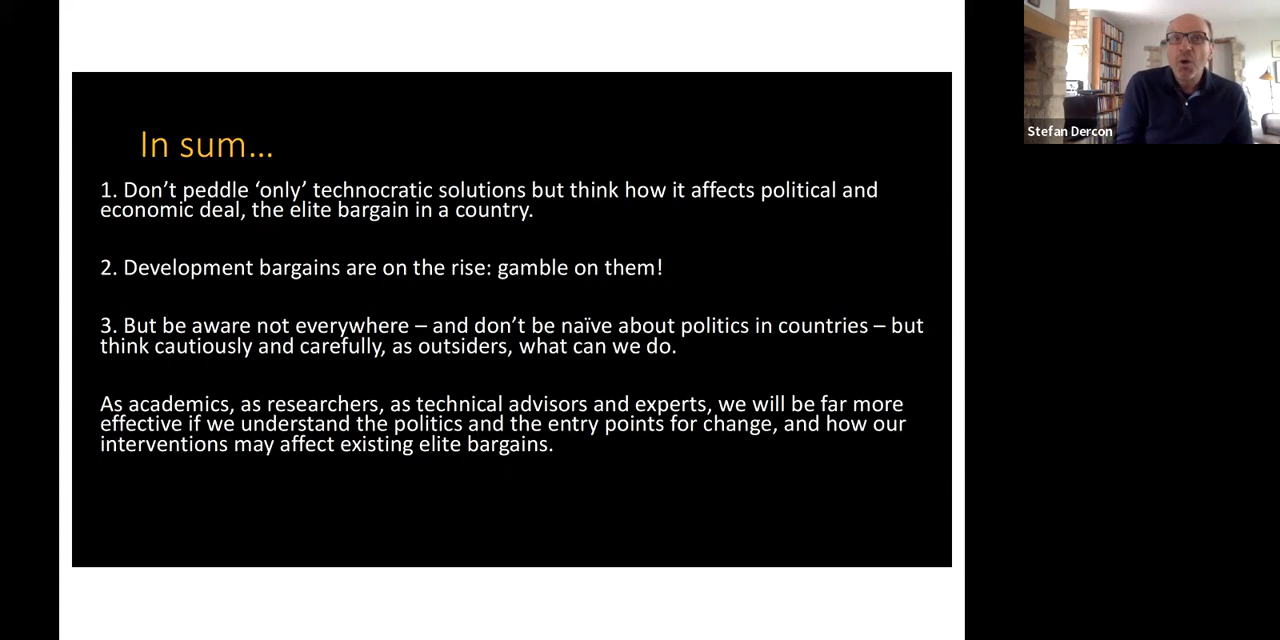 In sum…
1. Don’t peddle ‘only’ technocratic solutions but think how it affects political and
economic deal, the elite bargain in a country.
2. Development bargains are on the rise: gamble on them!
3. But be aware not everywhere – and don’t be naïve about politics in countries – but
think cautiously and carefully, as outsiders, what can we do.
As academics, as researchers, as technical advisors and experts, we will be far more
effective if we understand the politics and the entry points for change, and how our
interventions may affect existing elite bargains.
Stefan Dercon